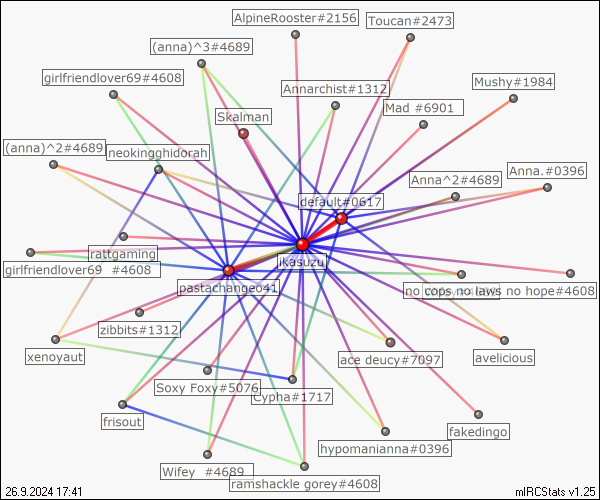 AlpineRooster#2156
Toucan#2473
(anna)^3#4689
girlfriendlover69#4608
Mushy#1984
Annarchist#1312
Mad #6901
Skalman
(anna)^2#4689
neokingghidorah
Anna.#0396
Anna^2#4689
default#0617
rattgaming
ikasuzu
girlfriendlover69 #4608
pastachange041
no cops no laws no hope#4608
zibbits#1312
xenoyaut
ace deucy#7097
avelicious
Soxy Foxy#5076
Cypha#1717
frisout
fakedingo
hypomanianna#0396
Wifey #4689
ramshackle gorey#4608
26.9.2024 17:41
mIRCStats v1.25